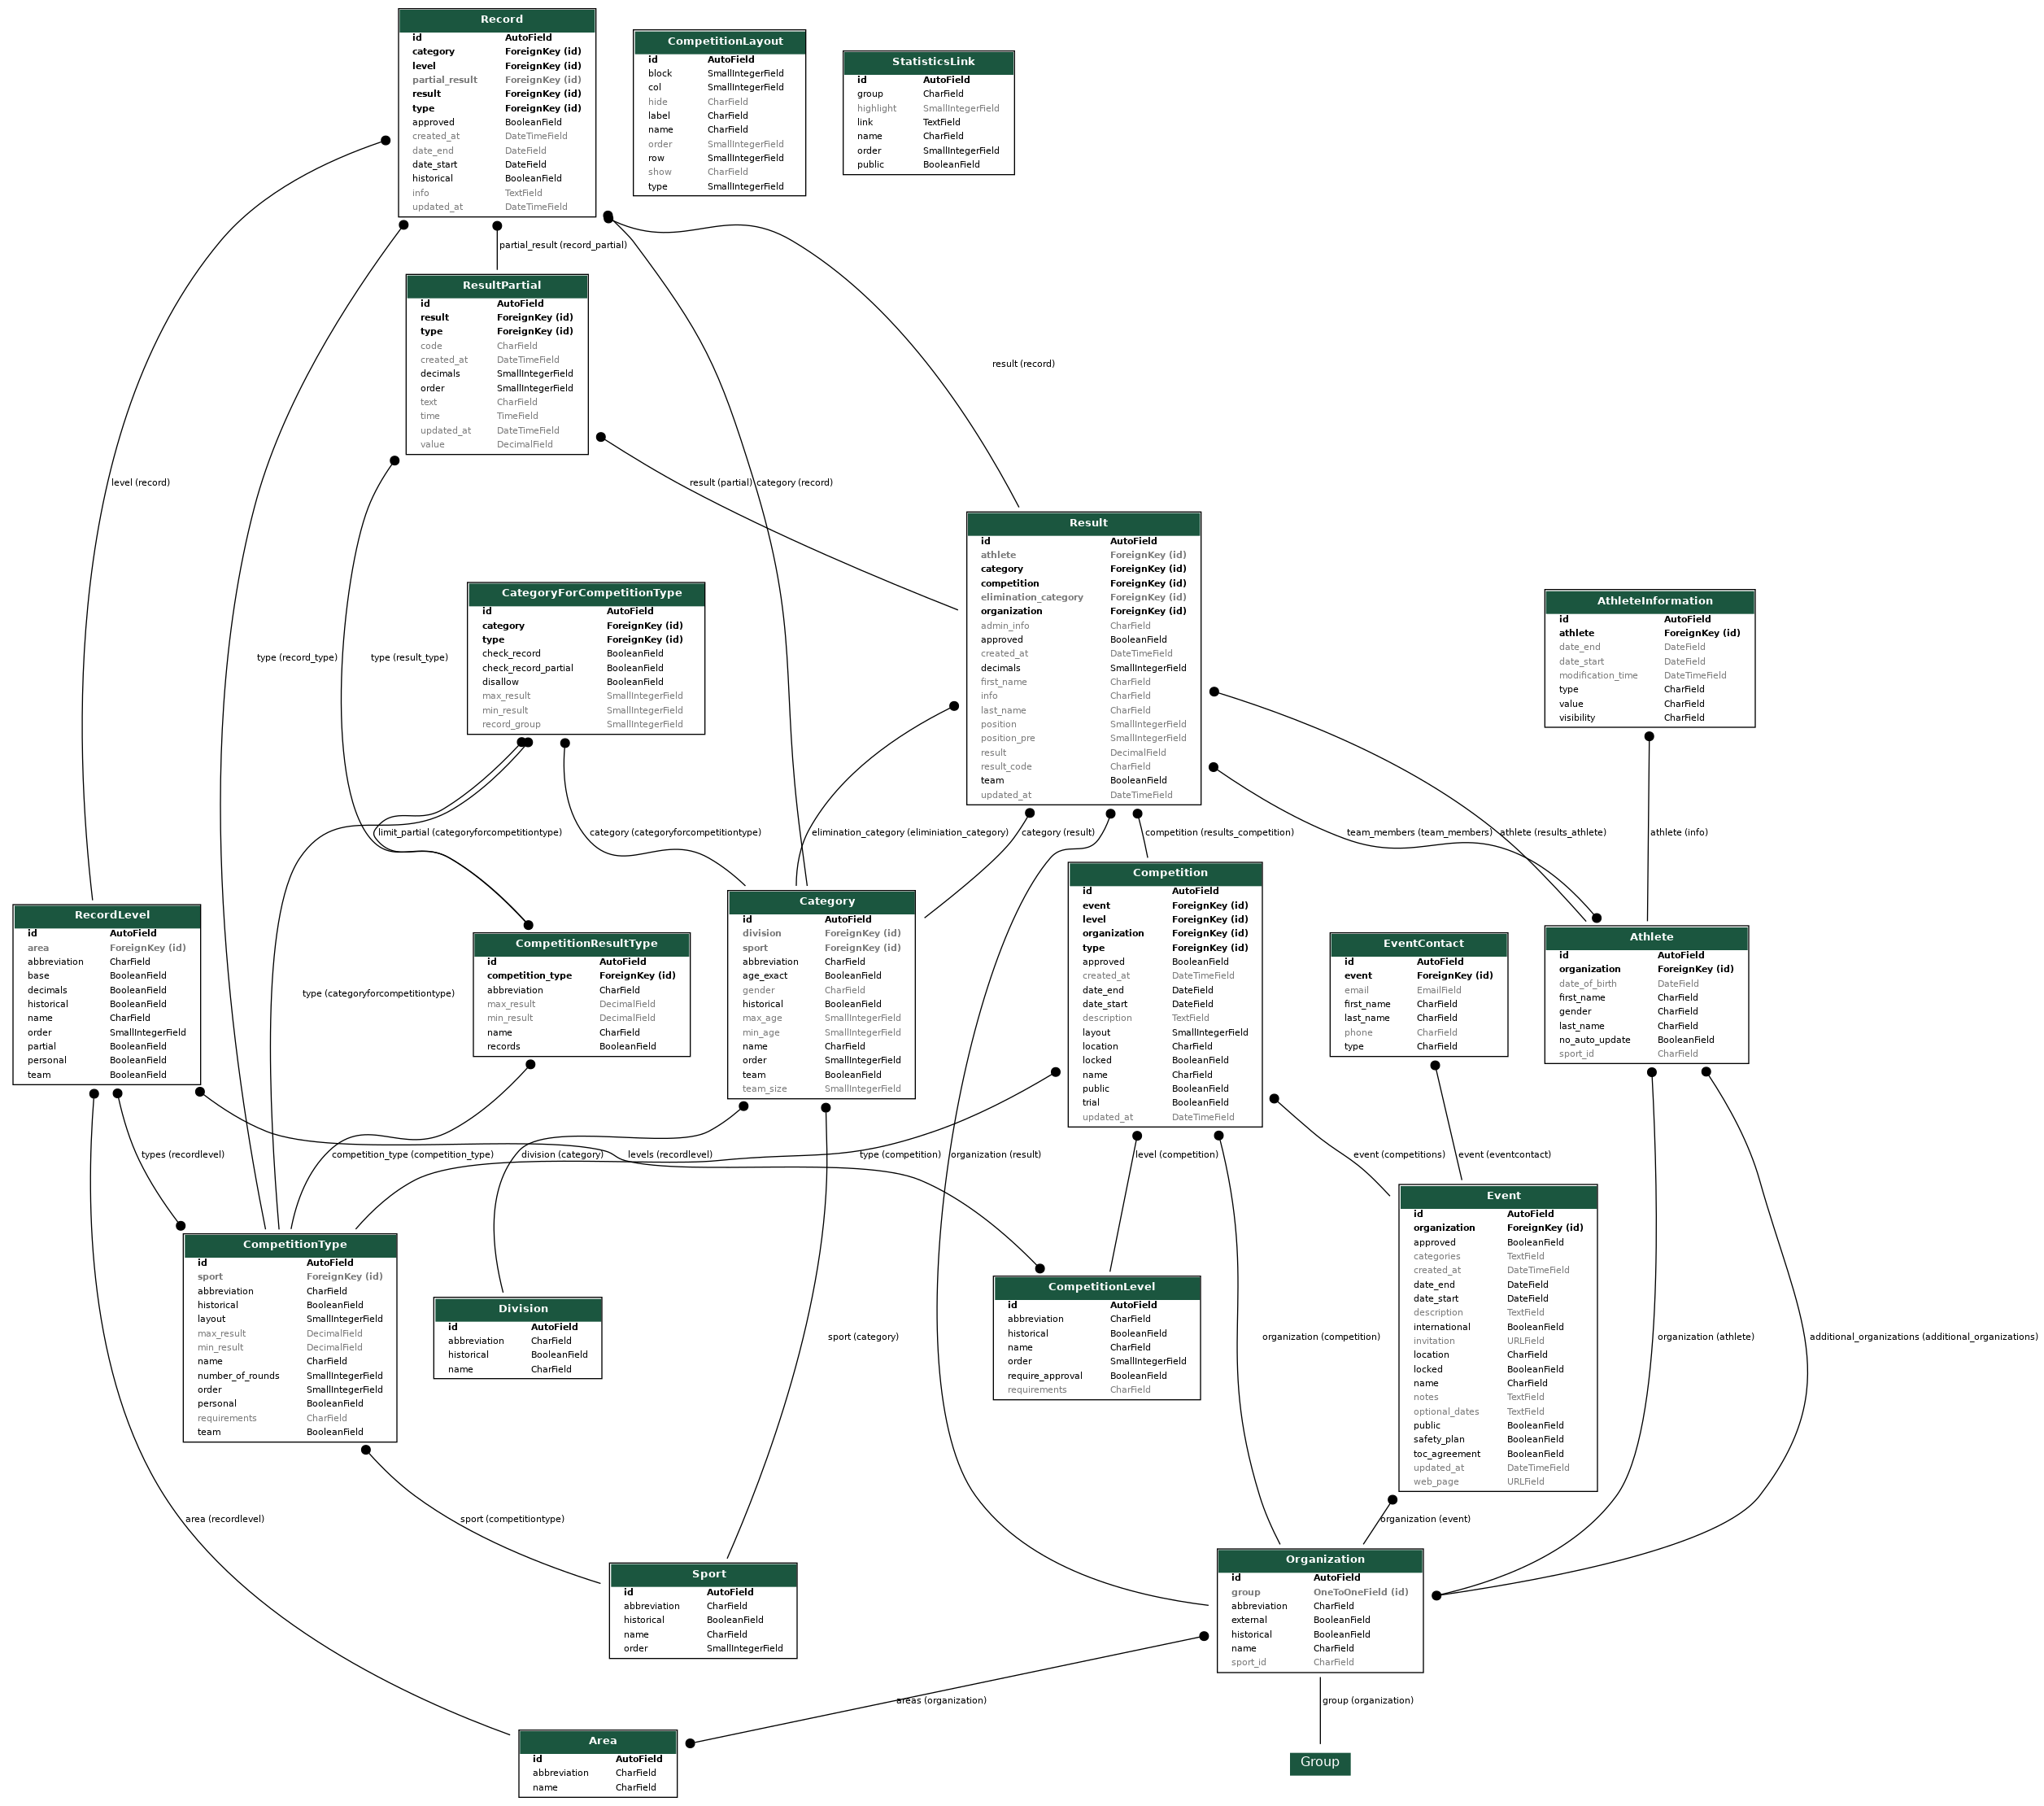 Record
id AutoField
category ForeignKey (id)
level ForeignKey (id)
partial_result ForeignKey (id)
result ForeignKey (id)
type ForeignKey (id)
approved BooleanField
created_at DateTimeField
date_end DateField
date_start DateField
historical BooleanField
info TextField
updated_at DateTimeField
CompetitionLayout
id AutoField
block SmallIntegerField
col SmallIntegerField
hide CharField
label CharField
name CharField
order SmallIntegerField
row SmallIntegerField
show CharField
type SmallIntegerField
StatisticsLink
id AutoField
group CharField
highlight SmallIntegerField
link TextField
name CharField
order SmallIntegerField
public BooleanField
partial_result (record_partial)
ResultPartial
id AutoField
result ForeignKey (id)
type ForeignKey (id)
code CharField
created_at DateTimeField
decimals SmallIntegerField
order SmallIntegerField
text CharField
time TimeField
updated_at DateTimeField
value DecimalField
result (record)
level (record)
result (partial)
category (record)
Result
id AutoField
athlete ForeignKey (id)
category ForeignKey (id)
competition ForeignKey (id)
elimination_category ForeignKey (id)
organization ForeignKey (id)
admin_info CharField
approved BooleanField
created_at DateTimeField
decimals SmallIntegerField
first_name CharField
info CharField
last_name CharField
position SmallIntegerField
position_pre SmallIntegerField
result DecimalField
result_code CharField
team BooleanField
updated_at DateTimeField
CategoryForCompetitionType
id AutoField
category ForeignKey (id)
type ForeignKey (id)
check_record BooleanField
check_record_partial BooleanField
disallow BooleanField
max_result SmallIntegerField
min_result SmallIntegerField
record_group SmallIntegerField
AthleteInformation
id AutoField
athlete ForeignKey (id)
date_end DateField
date_start DateField
modification_time DateTimeField
type CharField
value CharField
visibility CharField
type (record_type)
type (result_type)
limit_partial (categoryforcompetitiontype)
category (categoryforcompetitiontype)
elimination_category (eliminiation_category)
category (result)
competition (results_competition)
team_members (team_members)
athlete (results_athlete)
athlete (info)
RecordLevel
id AutoField
area ForeignKey (id)
abbreviation CharField
base BooleanField
decimals BooleanField
historical BooleanField
name CharField
order SmallIntegerField
partial BooleanField
personal BooleanField
team BooleanField
type (categoryforcompetitiontype)
CompetitionResultType
id AutoField
competition_type ForeignKey (id)
abbreviation CharField
max_result DecimalField
min_result DecimalField
name CharField
records BooleanField
Category
id AutoField
division ForeignKey (id)
sport ForeignKey (id)
abbreviation CharField
age_exact BooleanField
gender CharField
historical BooleanField
max_age SmallIntegerField
min_age SmallIntegerField
name CharField
order SmallIntegerField
team BooleanField
team_size SmallIntegerField
Competition
id AutoField
event ForeignKey (id)
level ForeignKey (id)
organization ForeignKey (id)
type ForeignKey (id)
approved BooleanField
created_at DateTimeField
date_end DateField
date_start DateField
description TextField
layout SmallIntegerField
location CharField
locked BooleanField
name CharField
public BooleanField
trial BooleanField
updated_at DateTimeField
EventContact
id AutoField
event ForeignKey (id)
email EmailField
first_name CharField
last_name CharField
phone CharField
type CharField
Athlete
id AutoField
organization ForeignKey (id)
date_of_birth DateField
first_name CharField
gender CharField
last_name CharField
no_auto_update BooleanField
sport_id CharField
types (recordlevel)
competition_type (competition_type)
division (category)
levels (recordlevel)
type (competition)
organization (result)
level (competition)
event (competitions)
event (eventcontact)
CompetitionType
id AutoField
sport ForeignKey (id)
abbreviation CharField
historical BooleanField
layout SmallIntegerField
max_result DecimalField
min_result DecimalField
name CharField
number_of_rounds SmallIntegerField
order SmallIntegerField
personal BooleanField
requirements CharField
team BooleanField
Division
id AutoField
abbreviation CharField
historical BooleanField
name CharField
sport (category)
CompetitionLevel
id AutoField
abbreviation CharField
historical BooleanField
name CharField
order SmallIntegerField
require_approval BooleanField
requirements CharField
organization (competition)
Event
id AutoField
organization ForeignKey (id)
approved BooleanField
categories TextField
created_at DateTimeField
date_end DateField
date_start DateField
description TextField
international BooleanField
invitation URLField
location CharField
locked BooleanField
name CharField
notes TextField
optional_dates TextField
public BooleanField
safety_plan BooleanField
toc_agreement BooleanField
updated_at DateTimeField
web_page URLField
organization (athlete)
additional_organizations (additional_organizations)
area (recordlevel)
sport (competitiontype)
organization (event)
Sport
id AutoField
abbreviation CharField
historical BooleanField
name CharField
order SmallIntegerField
Organization
id AutoField
group OneToOneField (id)
abbreviation CharField
external BooleanField
historical BooleanField
name CharField
sport_id CharField
areas (organization)
group (organization)
Area
id AutoField
abbreviation CharField
name CharField
Group